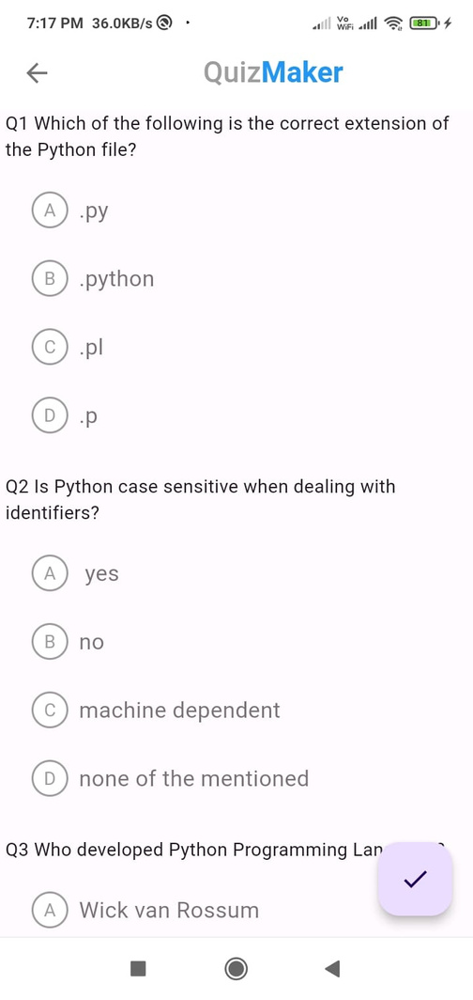 7:17 PM 36.0KB/s
Vo WiFi
81
QuizMaker
Q1 Which of the following is the correct extension of
the Python file?
A .py
B .python
C .pl
D .p
Q2 Is Python case sensitive when dealing with
identifiers?
A yes
B no
C machine dependent
D none of the mentioned
Q3 Who developed Python Programming
A Wick van Rossum